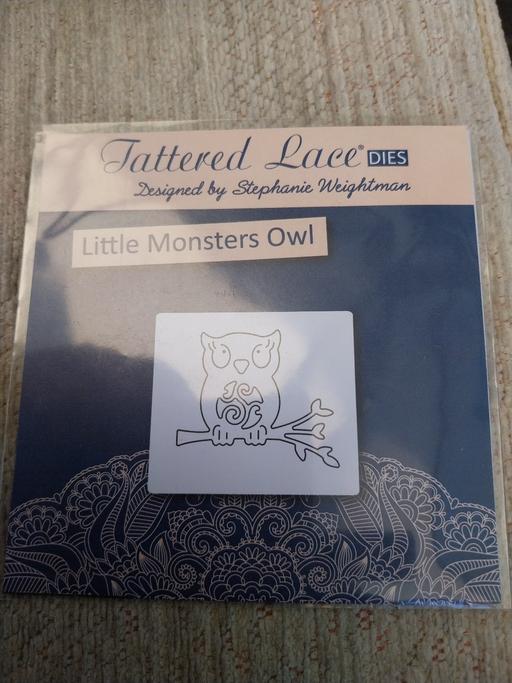 Tattered Lace® DIES
Designed by Stephanie Weightman
Little Monsters Owl